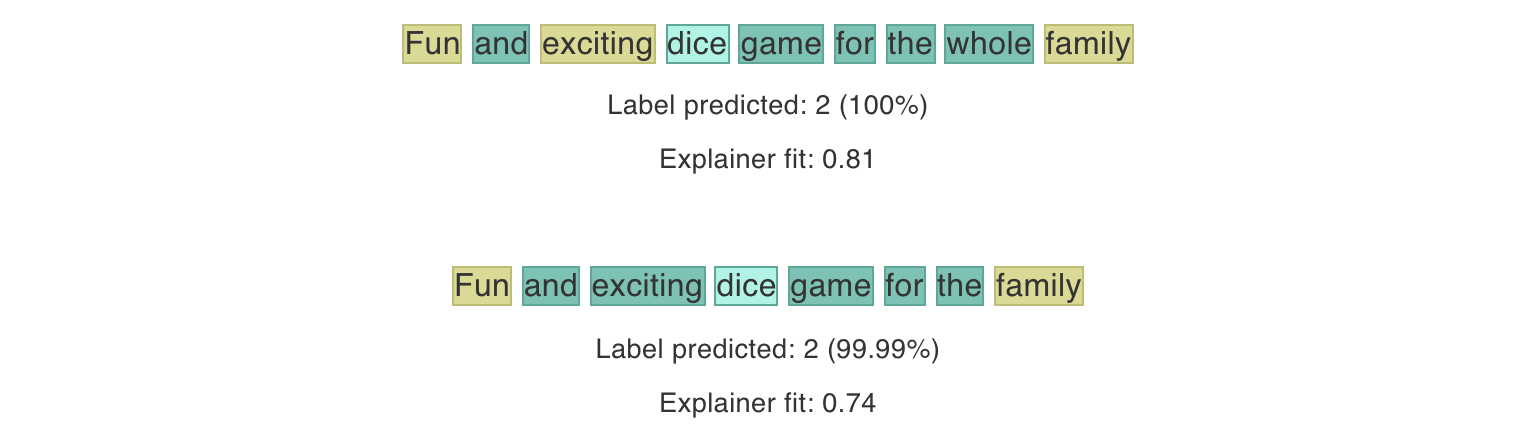 Fun and exciting dice game for the whole family
Label predicted: 2 (100%)
Explainer fit: 0.81
Fun and exciting dice game for the family
Label predicted: 2 (99.99%)
Explainer fit: 0.74